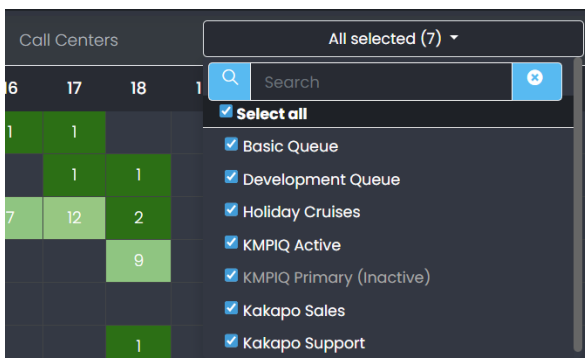 Call Centers
All selected (7)
16 17 18 1
Search
Select all
1 1
Basic Queue
1 1
Development Queue
7 12 2
Holiday Cruises
KMPIQ Active
9
KMPIQ Primary (Inactive)
Kakapo Sales
1
Kakapo Support